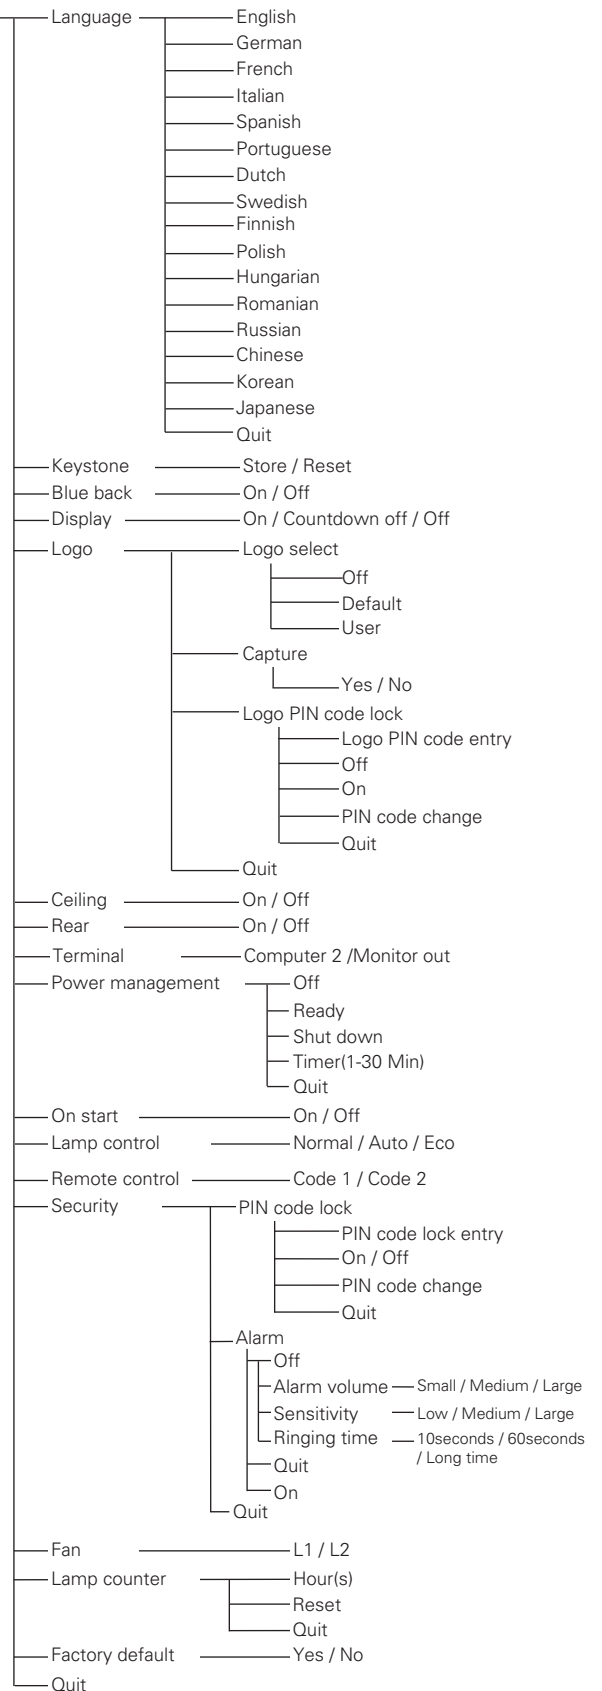 Language English
German
French
Italian
Spanish
Portuguese
Dutch
Swedish
Finnish
Polish
Hungarian
Romanian
Russian
Chinese
Korean
Japanese
Quit
Keystone Store / Reset
Blue back On / Off
Display On / Countdown off / Off
Logo Logo select
Off
Default
User
Capture
Yes / No
Logo PIN code lock
Logo PIN code entry
Off
On
PIN code change
Quit
Quit
Ceiling On / Off
Rear On / Off
Terminal Computer 2 /Monitor out
Power management Off
Ready
Shut down
Timer(1-30 Min)
Quit
On start On / Off
Lamp control Normal / Auto / Eco
Remote control Code 1 / Code 2
Security PIN code lock
PIN code lock entry
On / Off
PIN code change
Quit
Alarm
Off
Alarm volume Small / Medium / Large
Sensitivity Low / Medium / Large
Ringing time 10seconds / 60seconds
/ Long time
Quit
On
Quit
Fan L1 / L2
Lamp counter Hour(s)
Reset
Quit
Factory default Yes / No
Quit